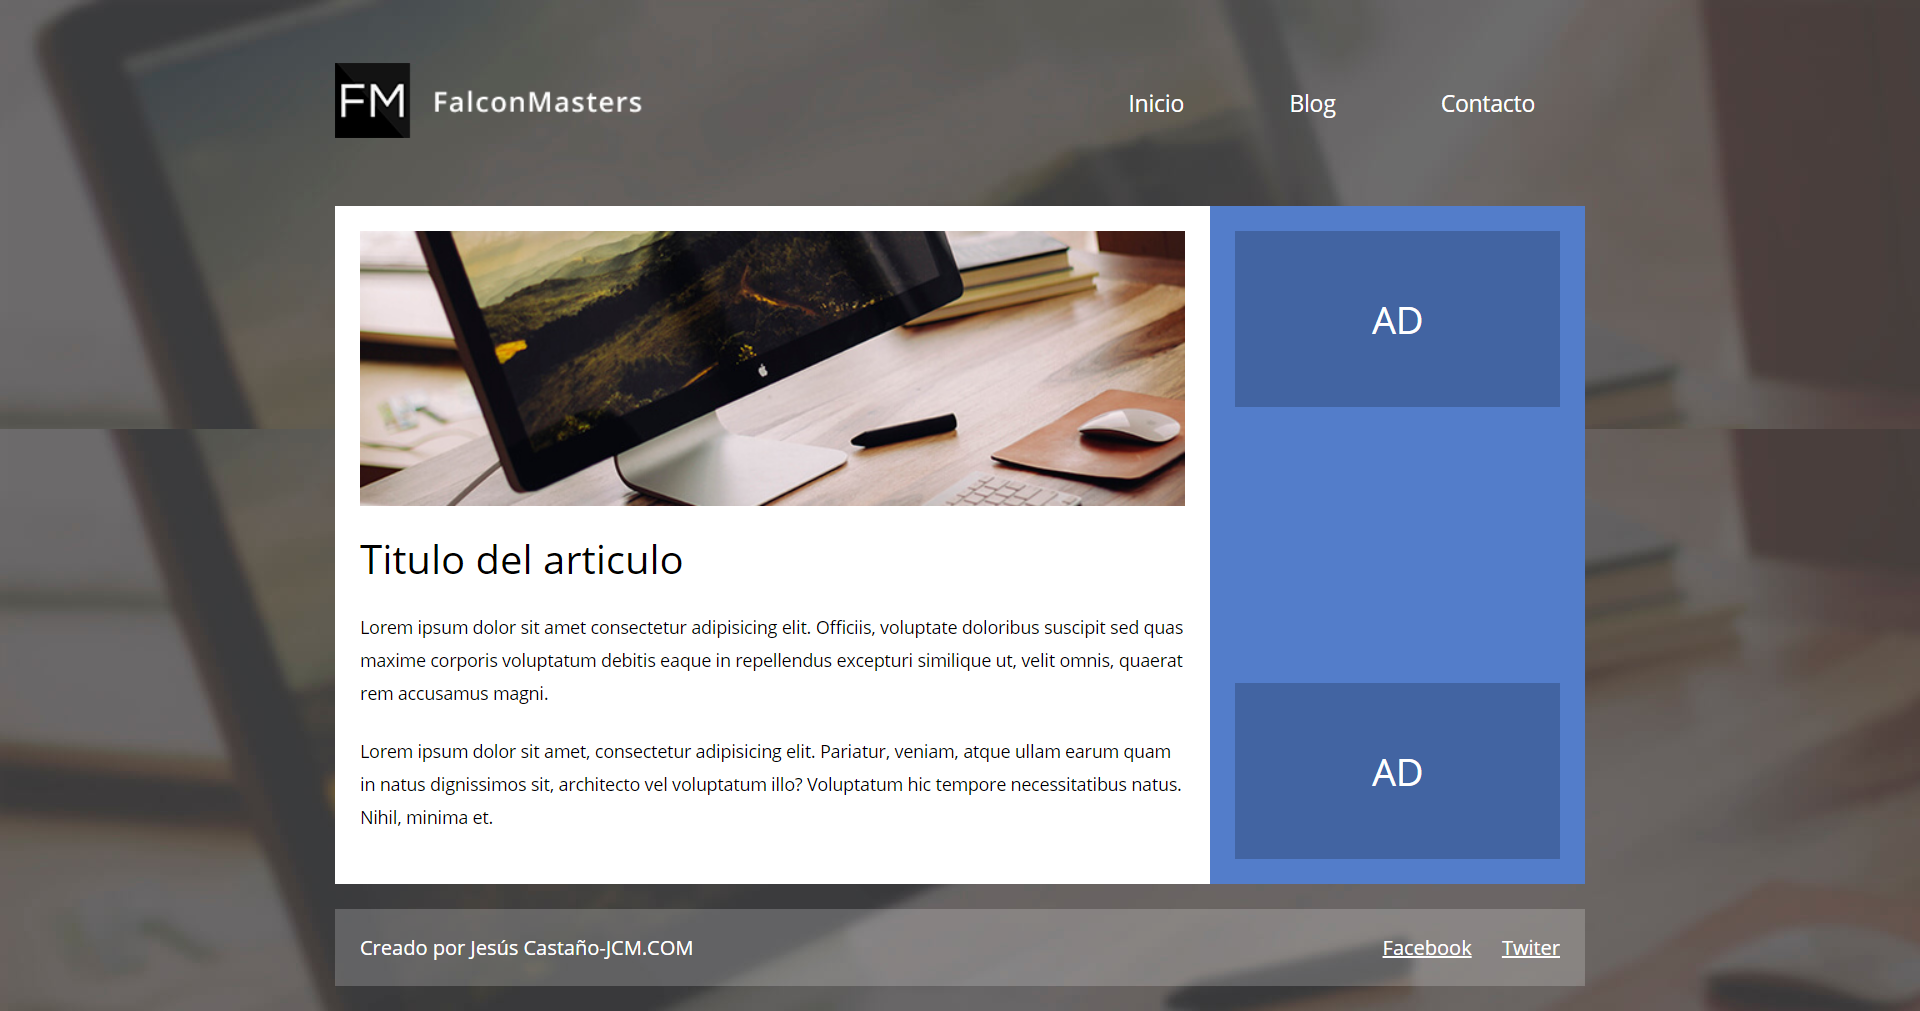 FM FalconMasters
Inicio Blog Contacto
AD
Titulo del articulo
Lorem ipsum dolor sit amet consectetur adipisicing elit. Officiis, voluptate doloribus suscipit sed quas
maxime corporis voluptatum debitis eaque in repellendus excepturi similique ut, velit omnis, quaerat
rem accusamus magni.
Lorem ipsum dolor sit amet, consectetur adipisicing elit. Pariatur, veniam, atque ullam earum quam
in natus dignissimos sit, architecto vel voluptatum illo? Voluptatum hic tempore necessitatibus natus.
Nihil, minima et.
AD
Creado por Jesús Castaño-JCM.COM
Facebook Twiter